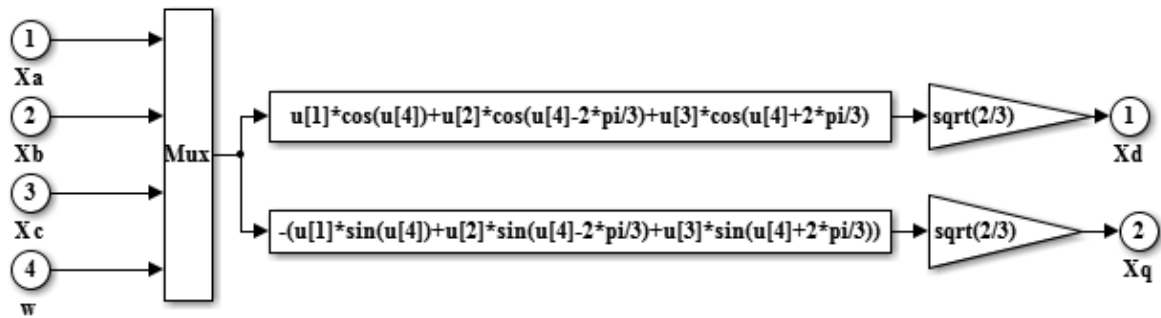 1
Xa
2
Xb
3
Xc
4
w
Mux
u[1]*cos(u[4])+u[2]*cos(u[4]-2*pi/3)+u[3]*cos(u[4]+2*pi/3)
sqrt(2/3)
1
Xd
-(u[1]*sin(u[4])+u[2]*sin(u[4]-2*pi/3)+u[3]*sin(u[4]+2*pi/3))
sqrt(2/3)
2
Xq